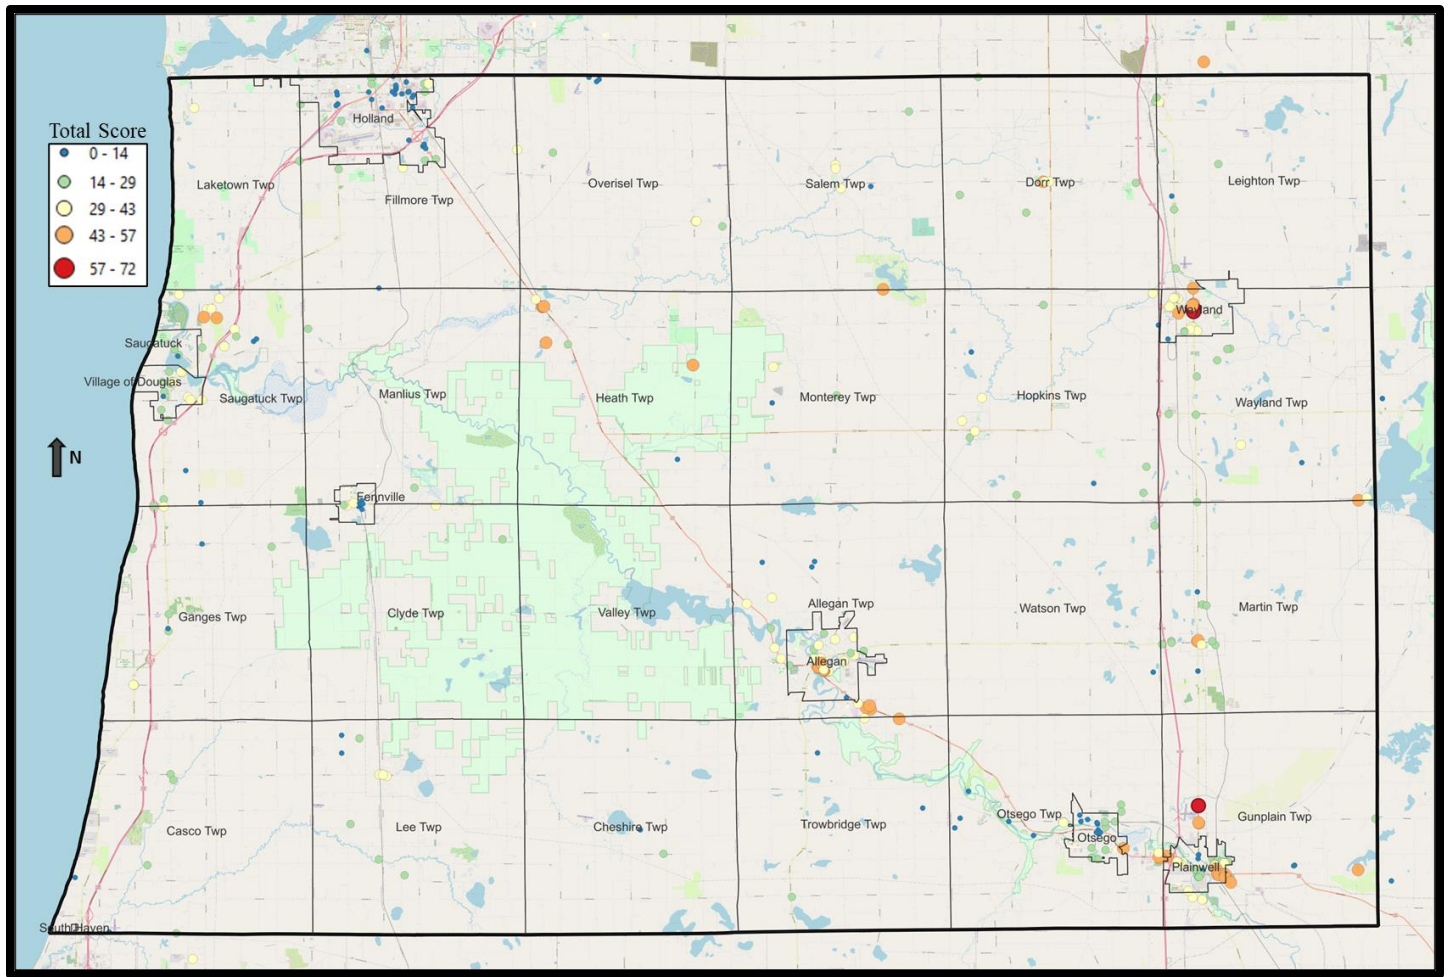 Total Score
0 - 14
14 - 29
29 - 43
43 - 57
57 - 72
Holland
Laketown Twp
Fillmore Twp
Overisel Twp
Salem Twp
Dorr Twp
Leighton Twp
Saugatuck
Wayland
Village of Douglas
Saugatuck Twp
Manlius Twp
Heath Twp
Monterey Twp
Hopkins Twp
Wayland Twp
N
Fennville
Ganges Twp
Clyde Twp
Valley Twp
Allegan Twp
Allegan
Watson Twp
Martin Twp
Casco Twp
Lee Twp
Cheshire Twp
Trowbridge Twp
Otsego Twp
Otsego
Gunplain Twp
Plainwell
South Haven